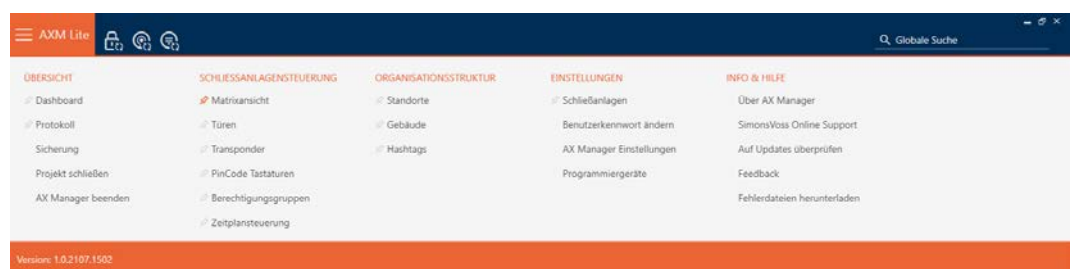 AXM Lite
Globale Suche
ÜBERSICHT
Dashboard
Protokoll
Sicherung
Projekt schließen
AX Manager beenden
SCHLIESSANLAGENSTEUERUNG
Matrixansicht
Türen
Transponder
PinCode Tastaturen
Berechtigungsgruppen
Zeitplansteuerung
ORGANISATIONSSTRUKTUR
Standorte
Gebäude
Hashtags
EINSTELLUNGEN
Schließanlagen
Benutzerkennwort ändern
AX Manager Einstellungen
Programmiergeräte
INFO & HILFE
Über AX Manager
SimonsVoss Online Support
Auf Updates überprüfen
Feedback
Fehlerdateien herunterladen
Version: 1.0.2107.1502